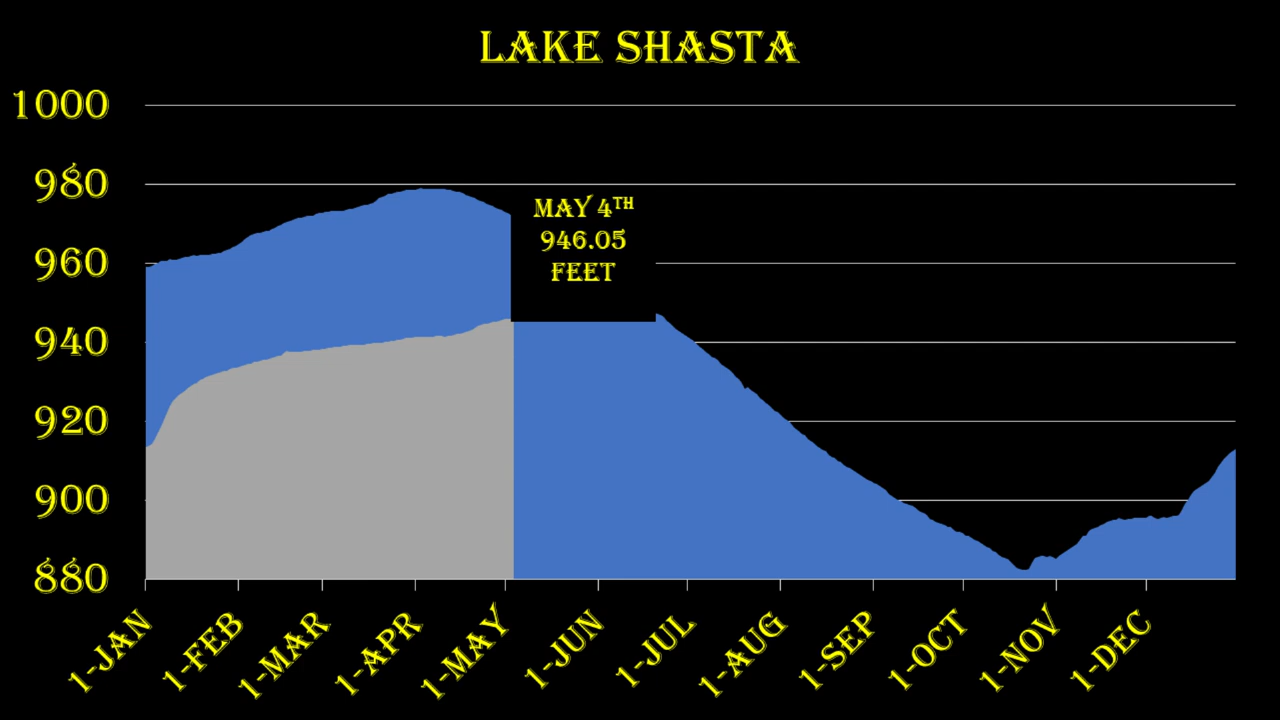 LAKE SHASTA
1000
980
MAY 4TH
946.05
FEET
960
940
920
900
880
1-JAN
1-FEB
1-MAR
1-APR
1-MAY
1-JUN
1-JUL
1-AUG
1-SEP
1-OCT
1-NOV
1-DEC